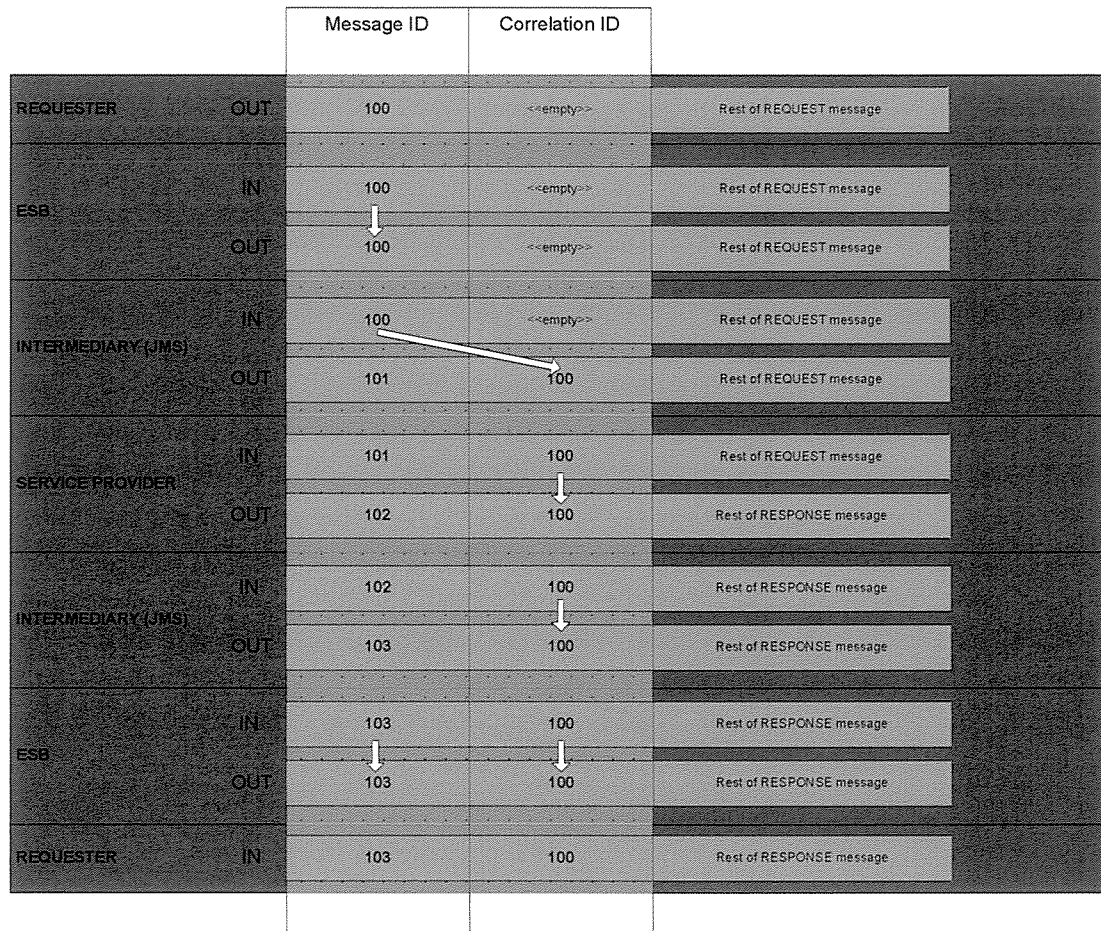 Message ID Correlation ID
REQUESTER OUT 100 <<empty>> Rest of REQUEST message
ESB
IN 100 <<empty>> Rest of REQUEST message
OUT 100 <<empty>> Rest of REQUEST message
INTERMEDIARY (JMS)
IN 100 <<empty>> Rest of REQUEST message
OUT 101 100 Rest of REQUEST message
SERVICE PROVIDER
IN 101 100 Rest of REQUEST message
OUT 102 100 Rest of RESPONSE message
INTERMEDIARY (JMS)
IN 102 100 Rest of RESPONSE message
OUT 103 100 Rest of RESPONSE message
ESB
IN 103 100 Rest of RESPONSE message
OUT 103 100 Rest of RESPONSE message
REQUESTER IN 103 100 Rest of RESPONSE message